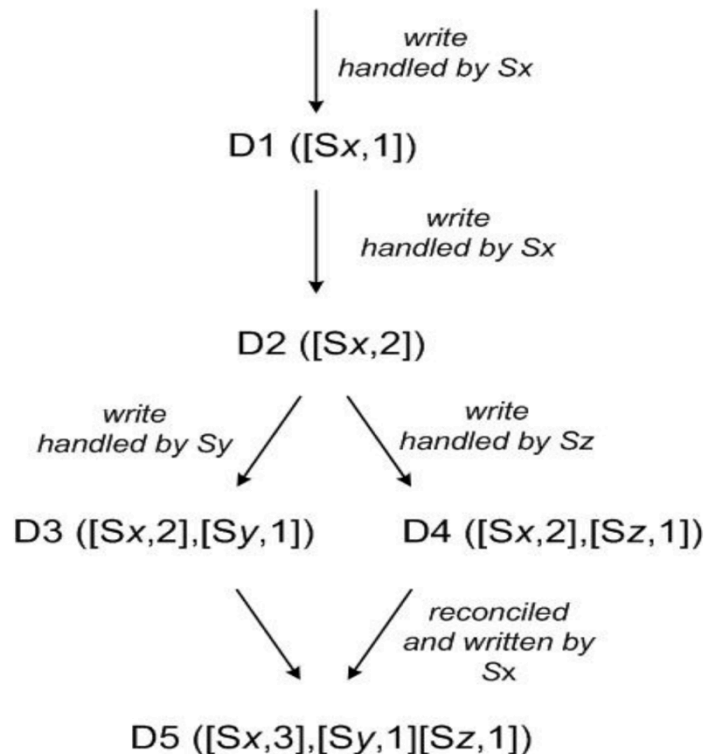 write
handled by Sx
D1 ([Sx,1])
write
handled by Sx
D2 ([Sx,2])
write
handled by Sy
write
handled by Sz
D3 ([Sx,2],[Sy,1])
D4 ([Sx,2],[Sz,1])
reconciled
and written by
Sx
D5 ([Sx,3],[Sy,1][Sz,1])